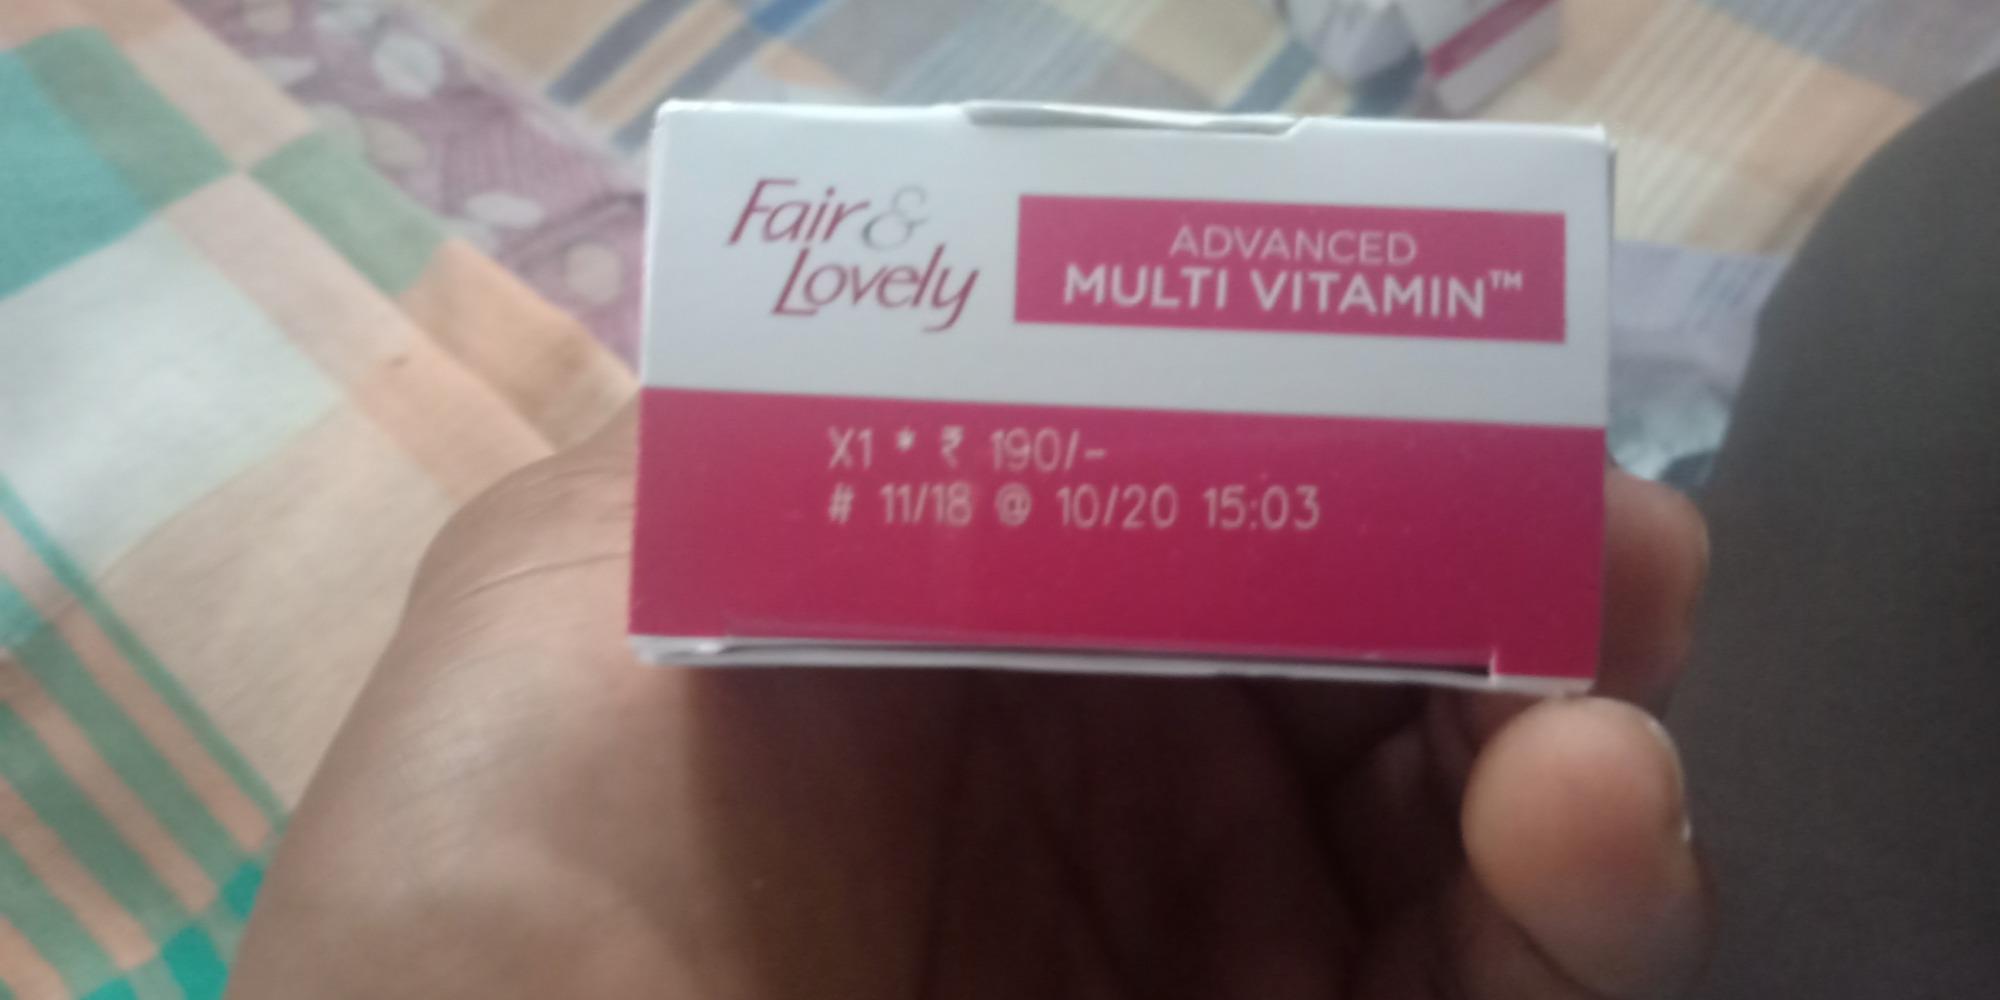 Fair &
Lovely
ADVANCED
MULTI VITAMIN™
X1 * ₹ 190/-
# 11/18 @ 10/20 15:03